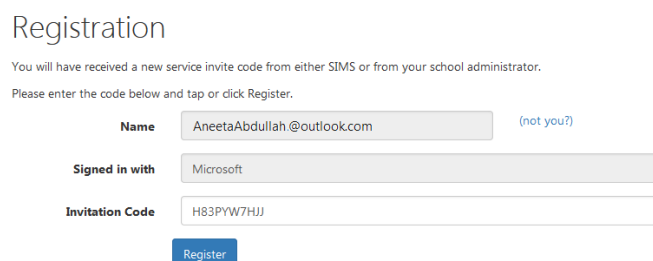 Registration
You will have received a new service invite code from either SIMS or from your school administrator.
Please enter the code below and tap or click Register.
Name AneetaAbdullah.@outlook.com (not you?)
Signed in with Microsoft
Invitation Code H83PYW7HJJ
Register